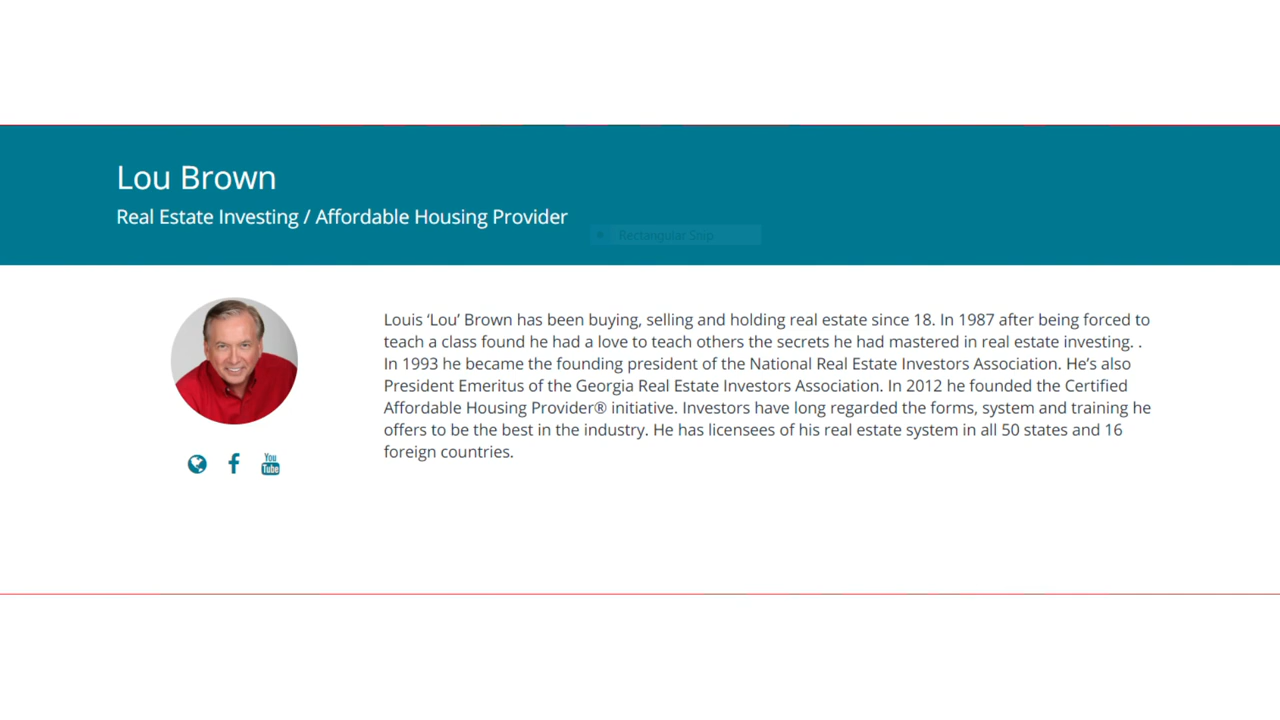 Lou Brown
Real Estate Investing / Affordable Housing Provider
Rectangular Snip
Louis ‘Lou’ Brown has been buying, selling and holding real estate since 18. In 1987 after being forced to
teach a class found he had a love to teach others the secrets he had mastered in real estate investing. .
In 1993 he became the founding president of the National Real Estate Investors Association. He’s also
President Emeritus of the Georgia Real Estate Investors Association. In 2012 he founded the Certified
Affordable Housing Provider® initiative. Investors have long regarded the forms, system and training he
offers to be the best in the industry. He has licensees of his real estate system in all 50 states and 16
foreign countries.
You
Tube